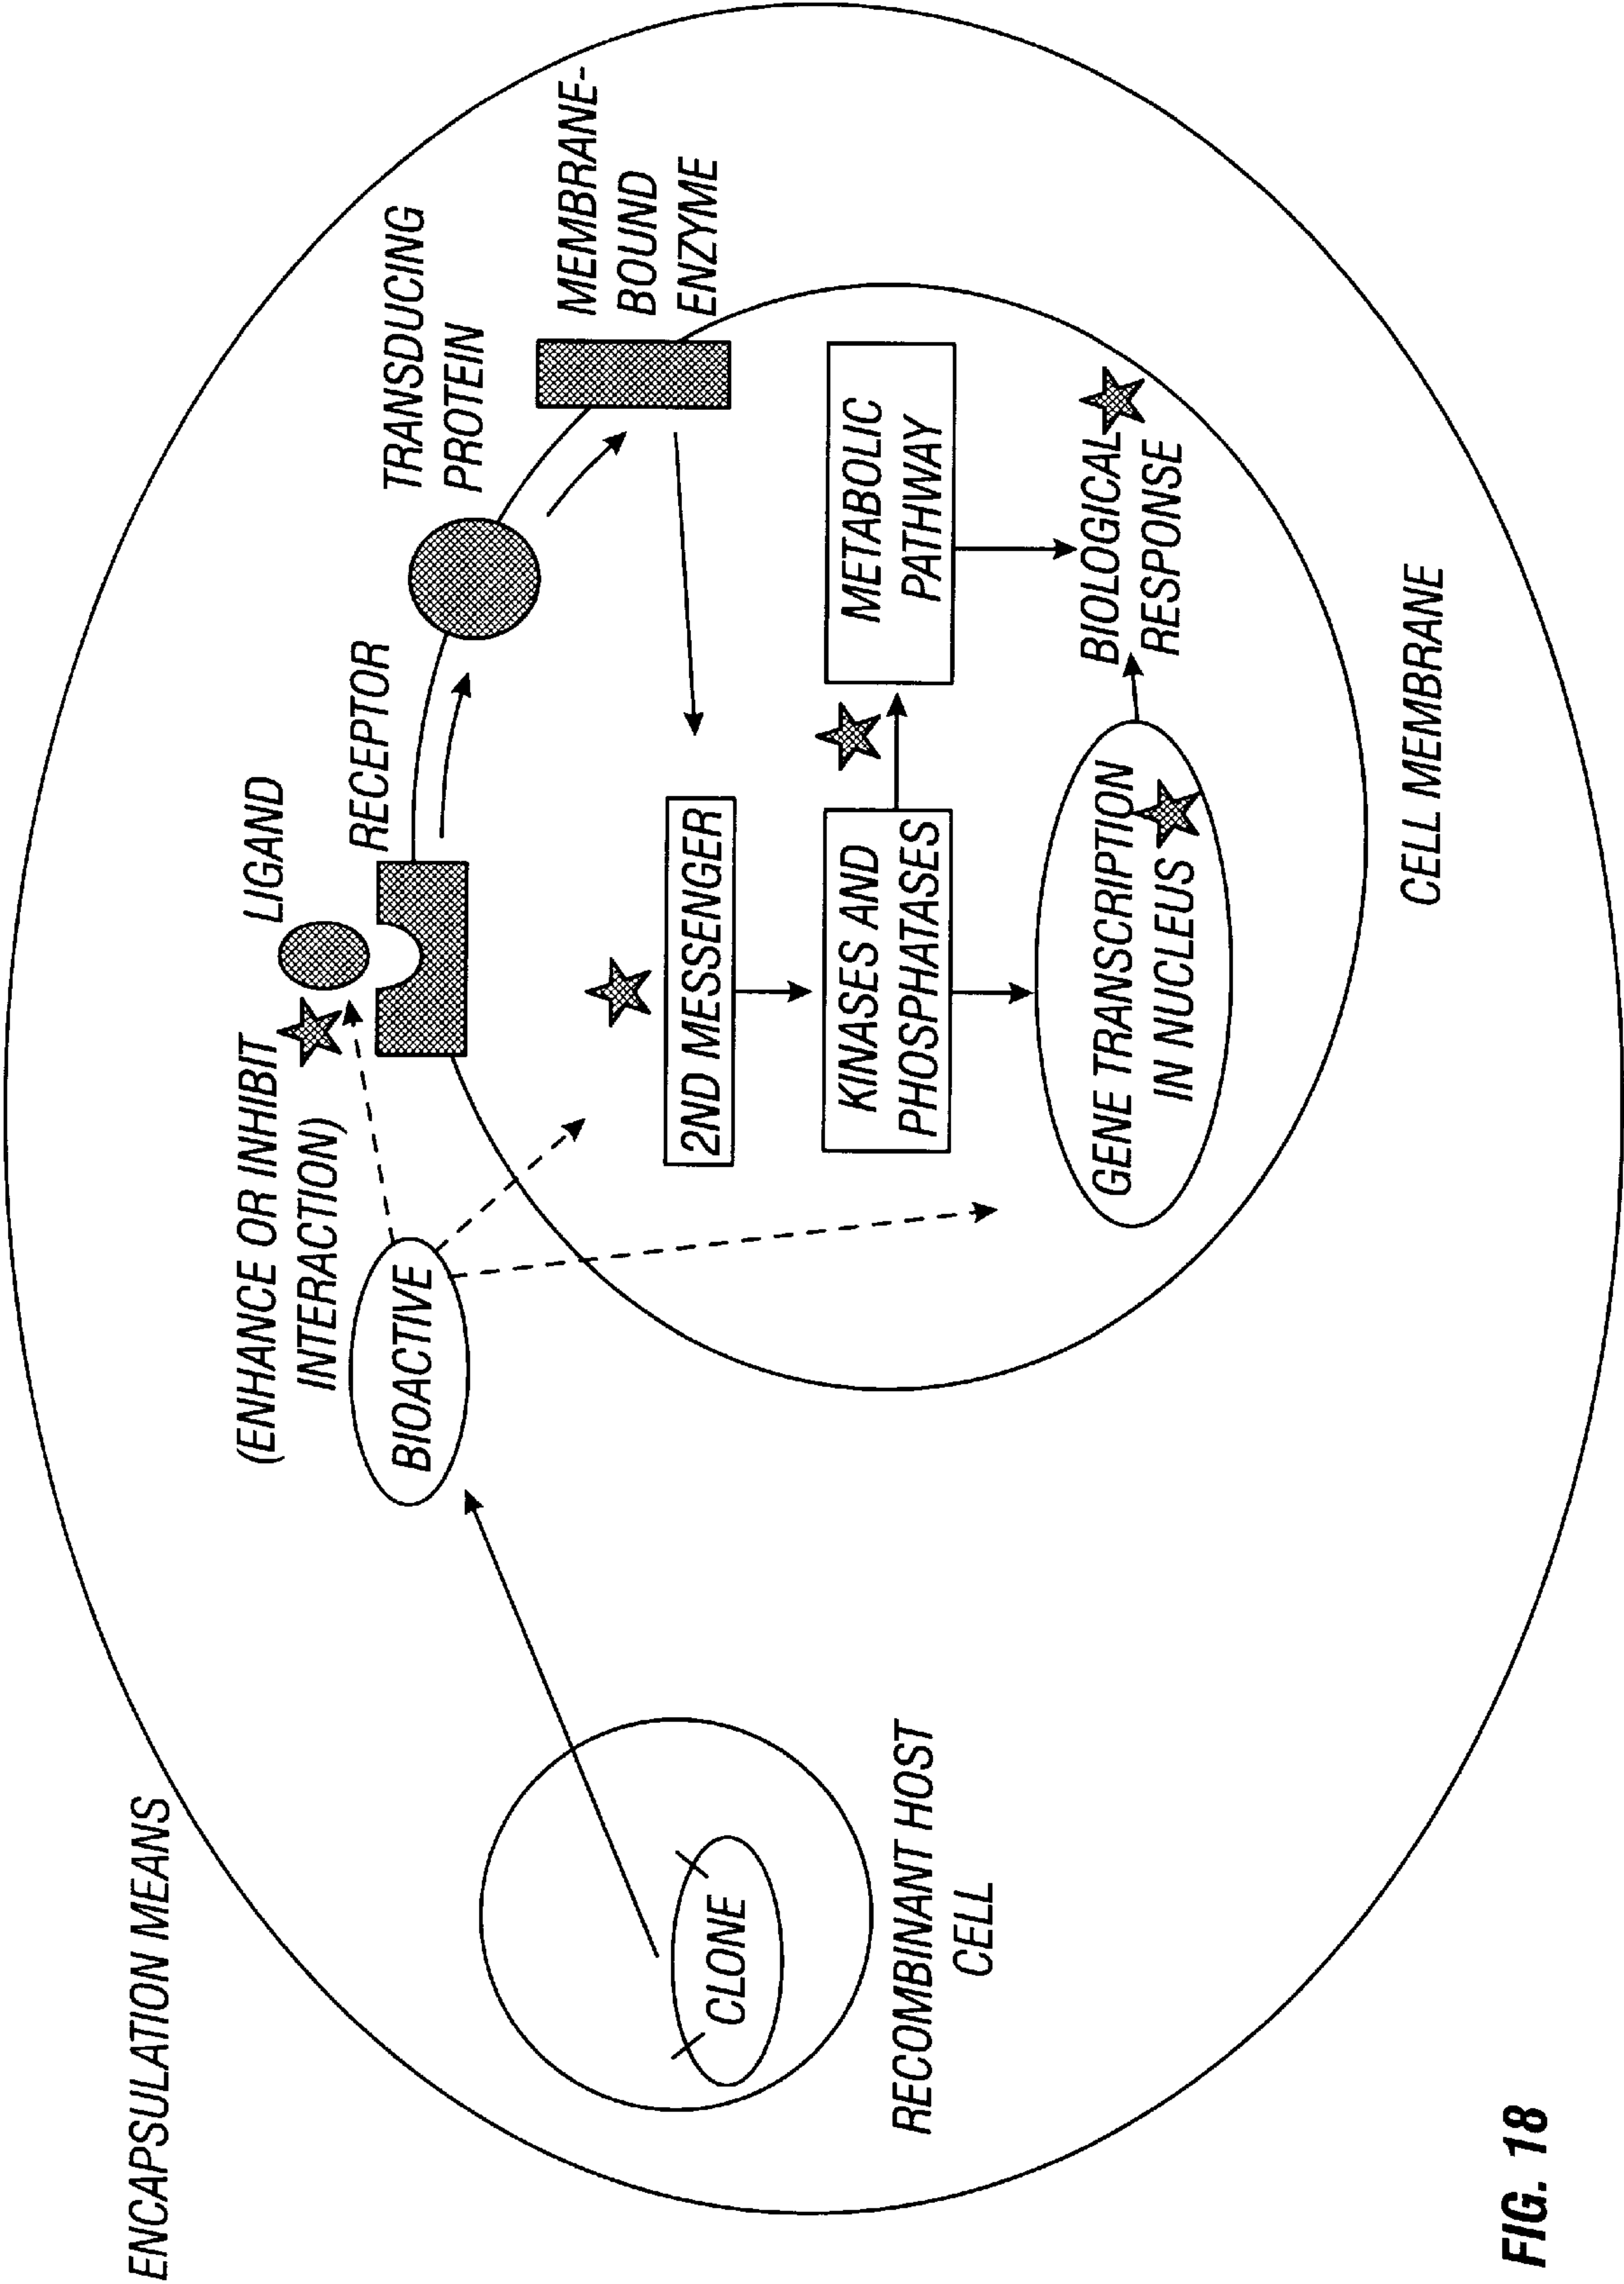 ENCAPSULATION MEANS
(ENHANCE OR INHIBIT
INTERACTION)
LIGAND
RECEPTOR
TRANSDUCING
PROTEIN
MEMBRANE-
BOUND
ENZYME
BIOACTIVE
2ND MESSENGER
KINASES AND
PHOSPHATASES
METABOLIC
PATHWAY
GENE TRANSCRIPTION
IN NUCLEUS
BIOLOGICAL
RESPONSE
CLONE
RECOMBINANT HOST
CELL
CELL MEMBRANE
FIG. 18